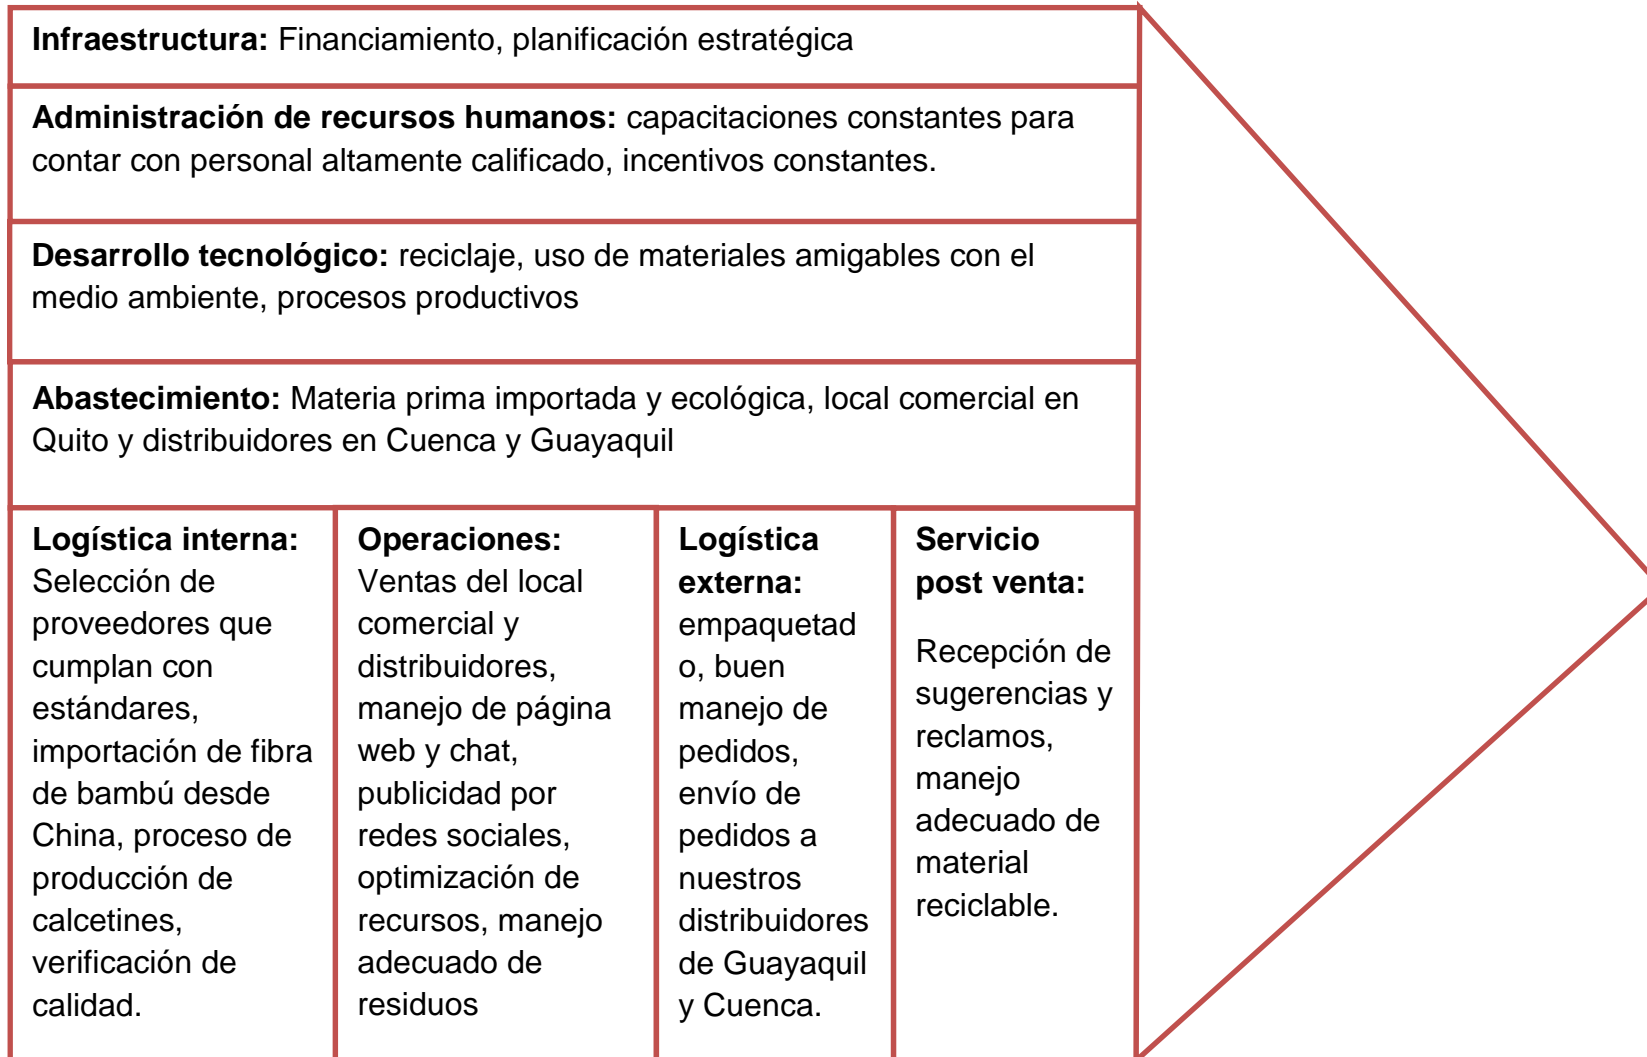 Infraestructura: Financiamiento, planificación estratégica
Administración de recursos humanos: capacitaciones constantes para
contar con personal altamente calificado, incentivos constantes.
Desarrollo tecnológico: reciclaje, uso de materiales amigables con el
medio ambiente, procesos productivos
Abastecimiento: Materia prima importada y ecológica, local comercial en
Quito y distribuidores en Cuenca y Guayaquil
Logística interna:
Selección de
proveedores que
cumplan con
estándares,
importación de fibra
de bambú desde
China, proceso de
producción de
calcetines,
verificación de
calidad.
Operaciones:
Ventas del local
comercial y
distribuidores,
manejo de página
web y chat,
publicidad por
redes sociales,
optimización de
recursos, manejo
adecuado de
residuos
Logística
externa:
empaquetad
o, buen
manejo de
pedidos,
envío de
pedidos a
nuestros
distribuidores
de Guayaquil
y Cuenca.
Servicio
post venta:
Recepción de
sugerencias y
reclamos,
manejo
adecuado de
material
reciclable.